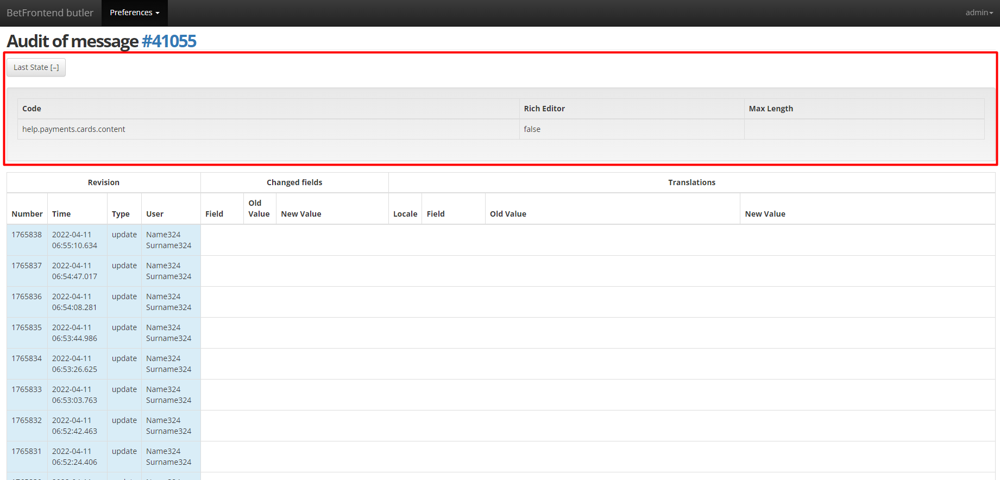 BetFrontend butler Preferences admin
Audit of message #41055
Last State [–]
Code Rich Editor Max Length
help.payments.cards.content false
Revision Changed fields Translations
Number Time Type User Field Old Value New Value Locale Field Old Value New Value
1765838 2022-04-11 06:55:10.634 update Name324 Surname324
1765837 2022-04-11 06:54:47.017 update Name324 Surname324
1765836 2022-04-11 06:54:08.281 update Name324 Surname324
1765835 2022-04-11 06:53:44.986 update Name324 Surname324
1765834 2022-04-11 06:53:26.625 update Name324 Surname324
1765833 2022-04-11 06:53:03.763 update Name324 Surname324
1765832 2022-04-11 06:52:42.463 update Name324 Surname324
1765831 2022-04-11 06:52:24.406 update Name324 Surname324